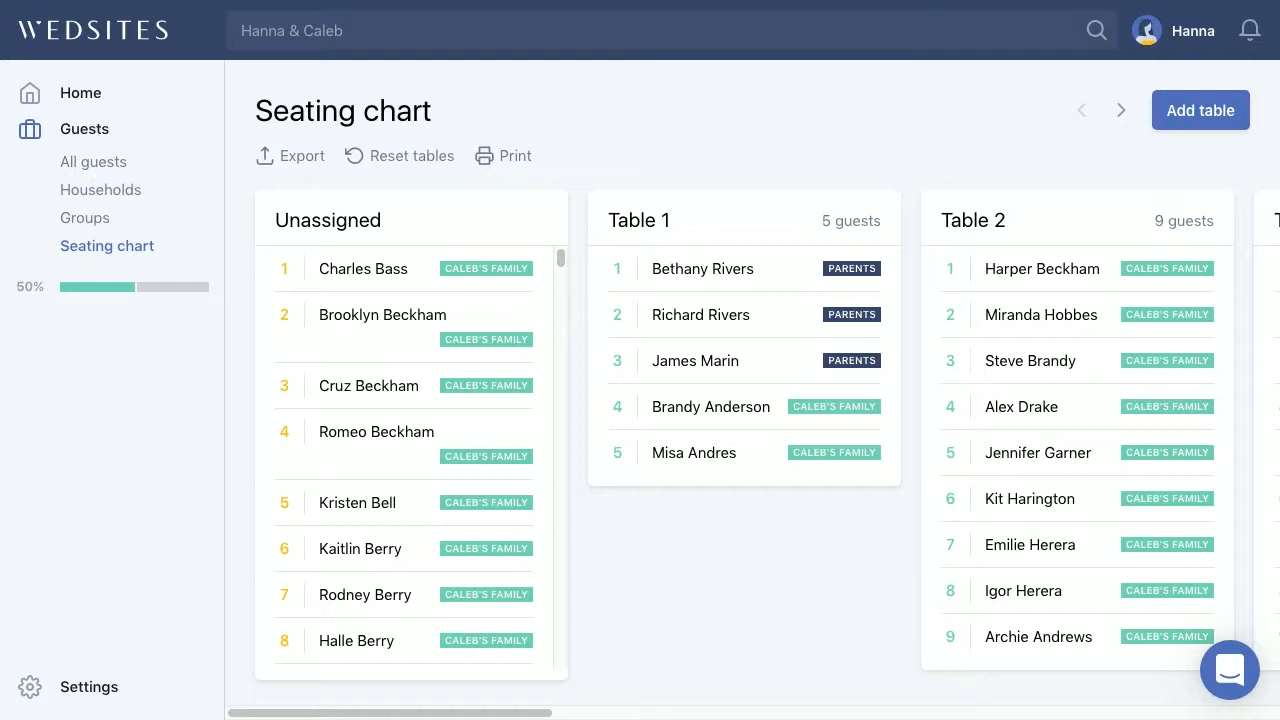 WEDSITES
Hanna & Caleb
Hanna
Home
Guests
All guests
Households
Groups
Seating chart
50%
Settings
Seating chart
Add table
Export
Reset tables
Print
Unassigned
1 Charles Bass CALEB'S FAMILY
2 Brooklyn Beckham
CALEB'S FAMILY
3 Cruz Beckham CALEB'S FAMILY
4 Romeo Beckham
CALEB'S FAMILY
5 Kristen Bell CALEB'S FAMILY
6 Kaitlin Berry CALEB'S FAMILY
7 Rodney Berry CALEB'S FAMILY
8 Halle Berry CALEB'S FAMILY
Table 1 5 guests
1 Bethany Rivers PARENTS
2 Richard Rivers PARENTS
3 James Marin PARENTS
4 Brandy Anderson CALEB'S FAMILY
5 Misa Andres CALEB'S FAMILY
Table 2 9 guests
1 Harper Beckham CALEB'S FAMILY
2 Miranda Hobbes CALEB'S FAMILY
3 Steve Brandy CALEB'S FAMILY
4 Alex Drake CALEB'S FAMILY
5 Jennifer Garner CALEB'S FAMILY
6 Kit Harington CALEB'S FAMILY
7 Emilie Herera CALEB'S FAMILY
8 Igor Herera CALEB'S FAMILY
9 Archie Andrews CALEB'S FAMILY